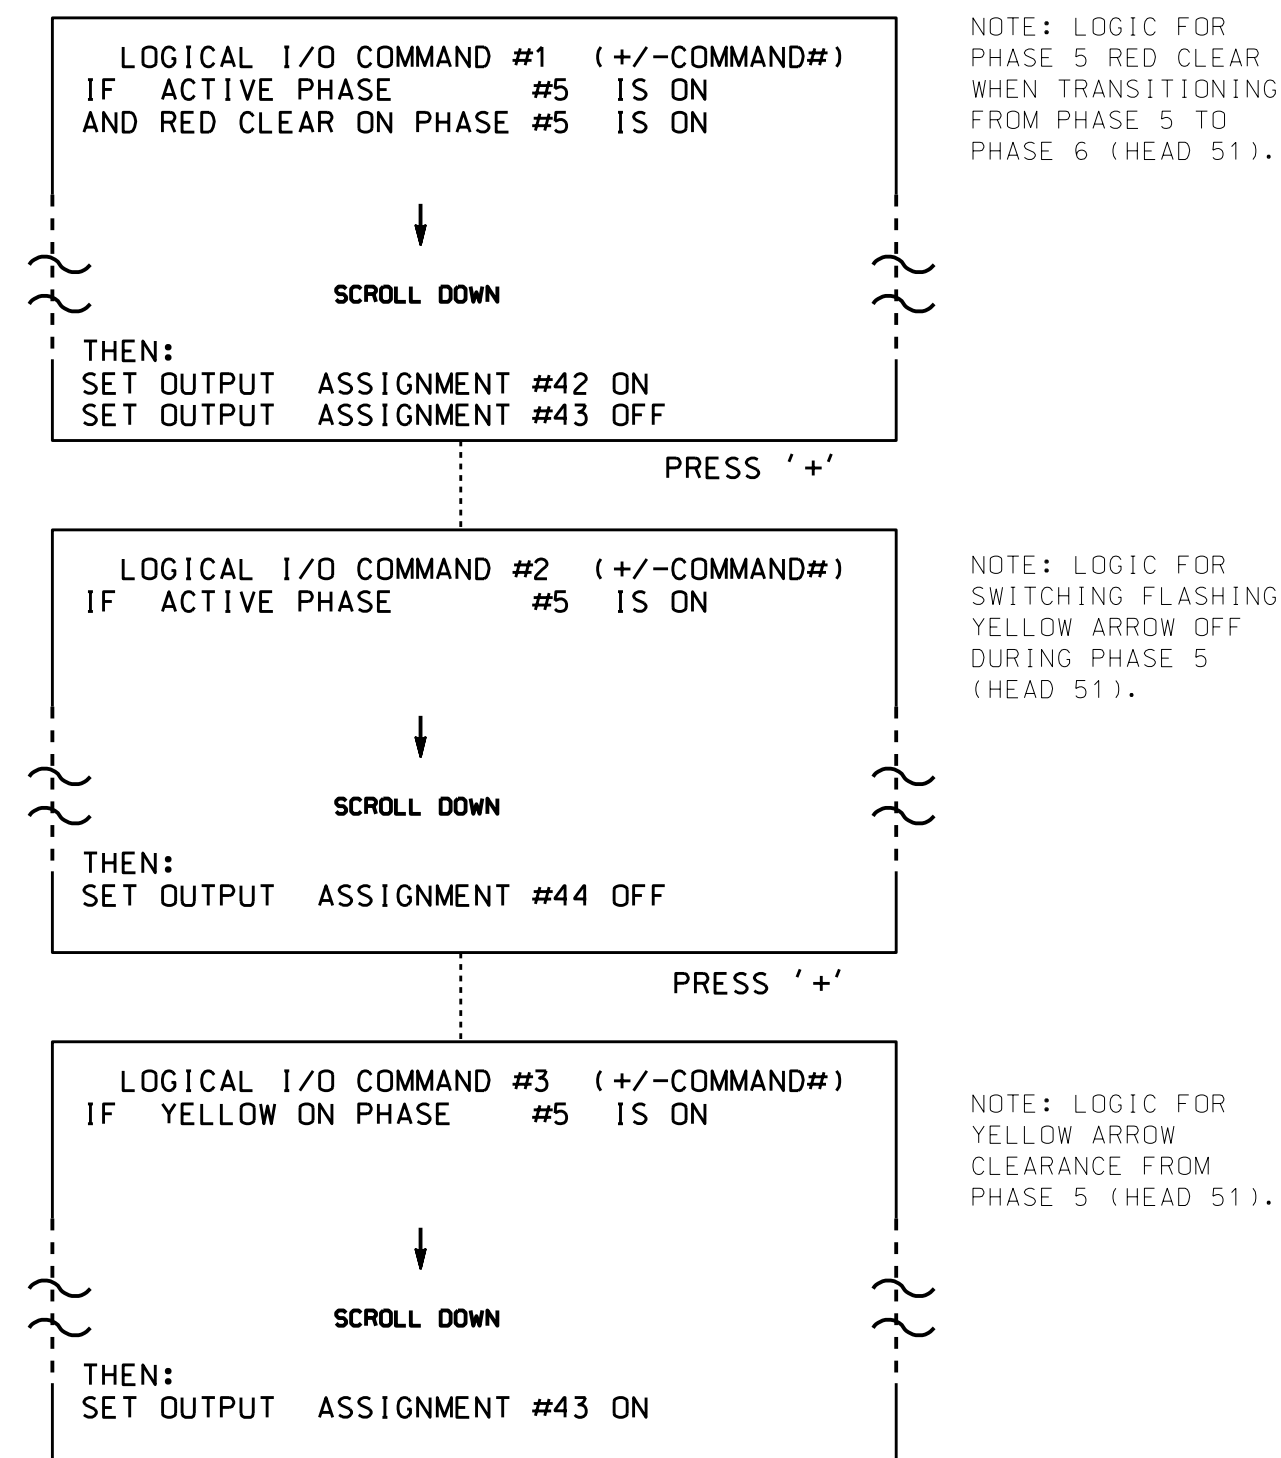 LOGICAL I/O COMMAND #1 (+/-COMMAND#)
IF ACTIVE PHASE #5 IS ON
AND RED CLEAR ON PHASE #5 IS ON
SCROLL DOWN
THEN:
SET OUTPUT ASSIGNMENT #42 ON
SET OUTPUT ASSIGNMENT #43 OFF
NOTE: LOGIC FOR
PHASE 5 RED CLEAR
WHEN TRANSITIONING
FROM PHASE 5 TO
PHASE 6 (HEAD 51).
PRESS '+'
LOGICAL I/O COMMAND #2 (+/-COMMAND#)
IF ACTIVE PHASE #5 IS ON
SCROLL DOWN
THEN:
SET OUTPUT ASSIGNMENT #44 OFF
NOTE: LOGIC FOR
SWITCHING FLASHING
YELLOW ARROW OFF
DURING PHASE 5
(HEAD 51).
PRESS '+'
LOGICAL I/O COMMAND #3 (+/-COMMAND#)
IF YELLOW ON PHASE #5 IS ON
SCROLL DOWN
THEN:
SET OUTPUT ASSIGNMENT #43 ON
NOTE: LOGIC FOR
YELLOW ARROW
CLEARANCE FROM
PHASE 5 (HEAD 51).